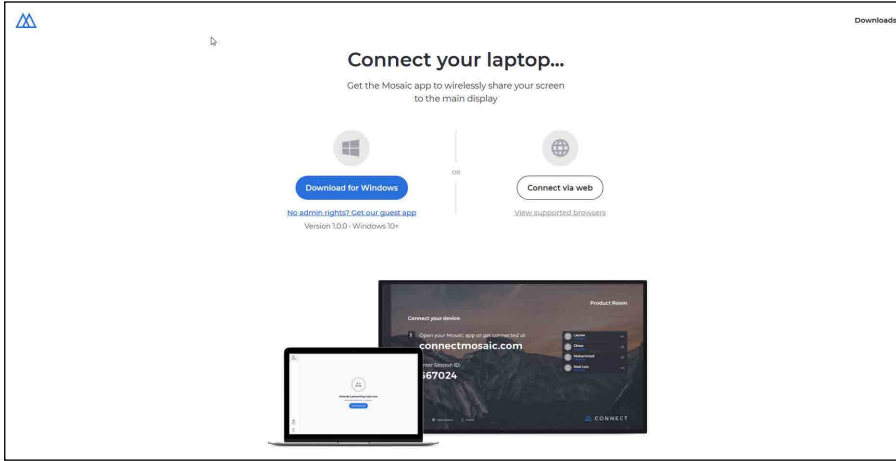 Downloads
Connect your laptop...
Get the Mosaic app to wirelessly share your screen
to the main display
OR
Download for Windows
Connect via web
No admin rights? Get our guest app
View supported browsers
Version 1.0.0 - Windows 10+
Product Room
Connect your device:
1 Open your Mosaic app or get connected at
connectmosaic.com
Enter Session ID
567024
CONNECT